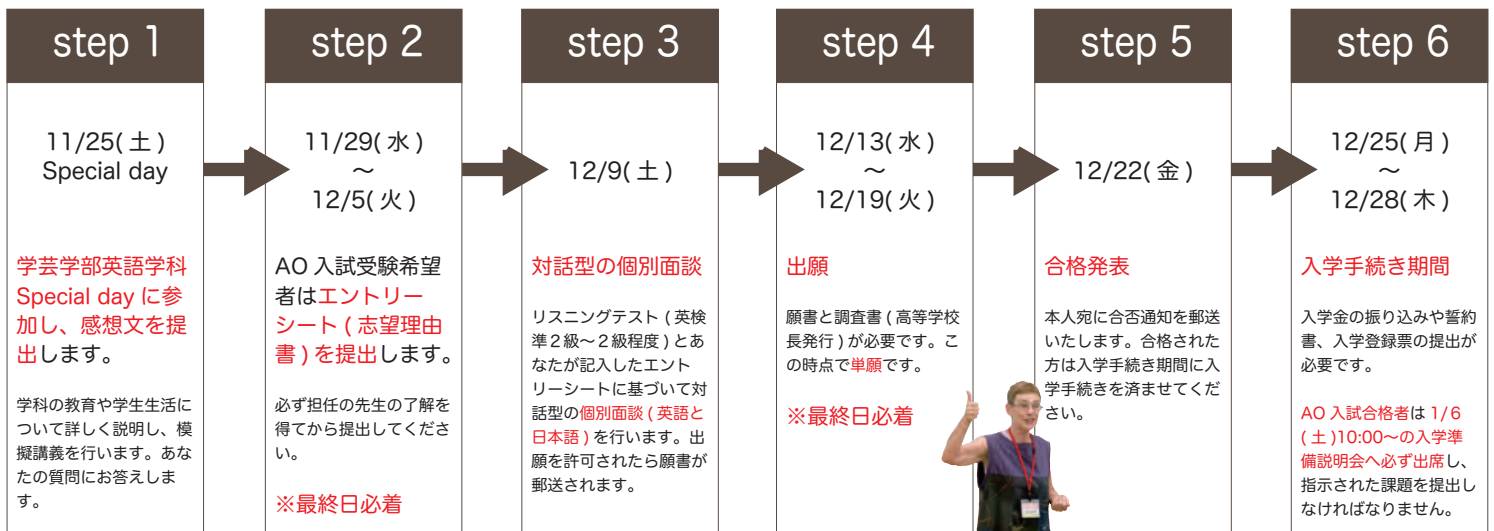 step 1
11/25( 土 )
Special day
学芸学部英語学科
Special day に参
加し、感想文を提
出します。
学科の教育や学生生活に
ついて詳しく説明し、模
擬講義を行います。あな
たの質問にお答えしま
す。
step 2
11/29( 水 )
〜
12/5( 火 )
AO 入試受験希望
者はエントリー
シート ( 志望理由
書 ) を提出します。
必ず担任の先生の了解を
得てから提出してくださ
い。
※最終日必着
step 3
12/9( 土 )
対話型の個別面談
リスニングテスト ( 英検
準２級〜２級程度 ) とあ
なたが記入したエント
リーシートに基づいて対
話型の個別面談 ( 英語と
日本語 ) を行います。出
願を許可されたら願書が
郵送されます。
step 4
12/13( 水 )
〜
12/19( 火 )
出願
願書と調査書 ( 高等学校
長発行 ) が必要です。こ
の時点で単願です。
※最終日必着
step 5
12/22( 金 )
合格発表
本人宛に合否通知を郵送
いたします。合格された
方は入学手続き期間に入
学手続きを済ませてくだ
さい。
step 6
12/25( 月 )
〜
12/28( 木 )
入学手続き期間
入学金の振り込みや誓約
書、入学登録票の提出が
必要です。
AO 入試合格者は 1/ 6
( 土 )10:00〜の入学準
備説明会へ必ず出席し、
指示された課題を提出し
なければなりません。